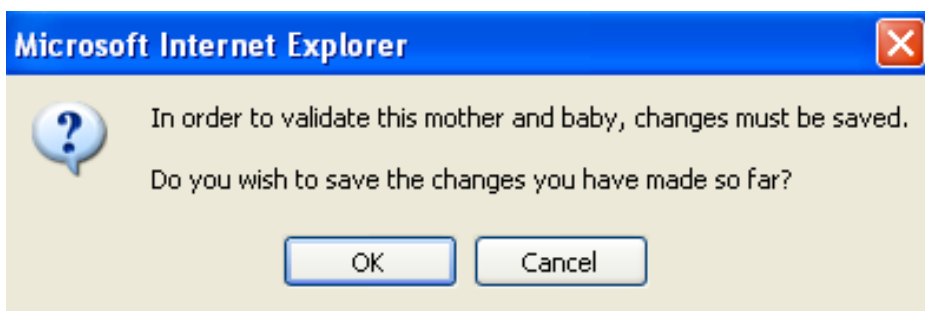 Microsoft Internet Explorer
In order to validate this mother and baby, changes must be saved.
Do you wish to save the changes you have made so far?
OK
Cancel